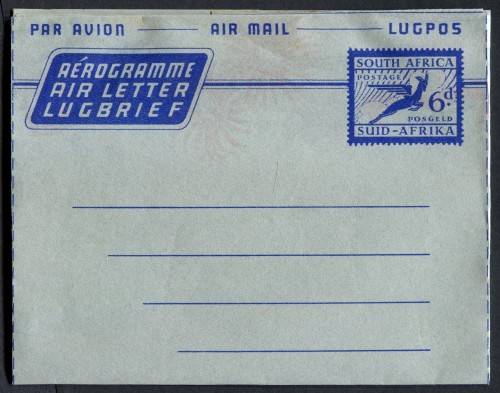 PAR AVION AIR MAIL LUGPOS
AÉROGRAMME
AIR LETTER
LUGBRIEF
SOUTH AFRICA
POSTAGE
6d.
POSGELD
SUID-AFRIKA